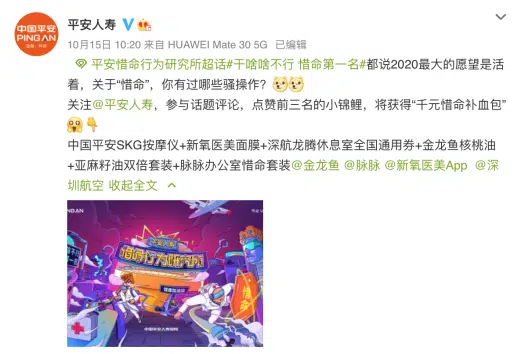 中国平安
PING AN
平安人寿
10月15日 10:20 来自 HUAWEI Mate 30 5G 已编辑
平安惜命行为研究所超话#干啥啥不行 惜命第一名#都说2020最大的愿望是活
着，关于“惜命”，你有过哪些骚操作？
关注@平安人寿，参与话题评论，点赞前三名的小锦鲤，将获得“千元惜命补血包”
中国平安SKG按摩仪+新氧医美面膜+深航龙腾休息室全国通用券+金龙鱼核桃油
+亚麻籽油双倍套装+脉脉办公室惜命套装@金龙鱼 @脉脉 @新氧医美App @深
圳航空 收起全文
平安人寿
惜命行为研究所
惜命